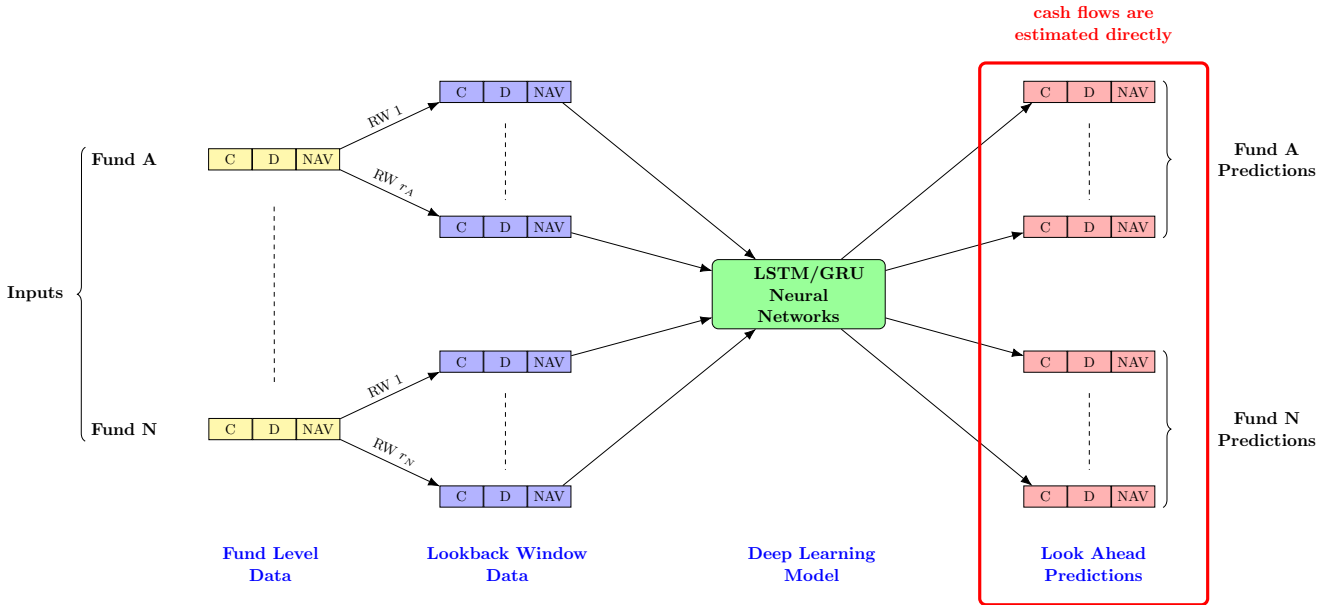 cash flows are
estimated directly
C D NAV
C D NAV
RW 1
Fund A
C D NAV
Fund A
Predictions
RW r_A
C D NAV
C D NAV
Inputs
LSTM/GRU
Neural
Networks
C D NAV
C D NAV
RW 1
Fund N
C D NAV
Fund N
Predictions
RW r_N
C D NAV
C D NAV
Fund Level
Data
Lookback Window
Data
Deep Learning
Model
Look Ahead
Predictions